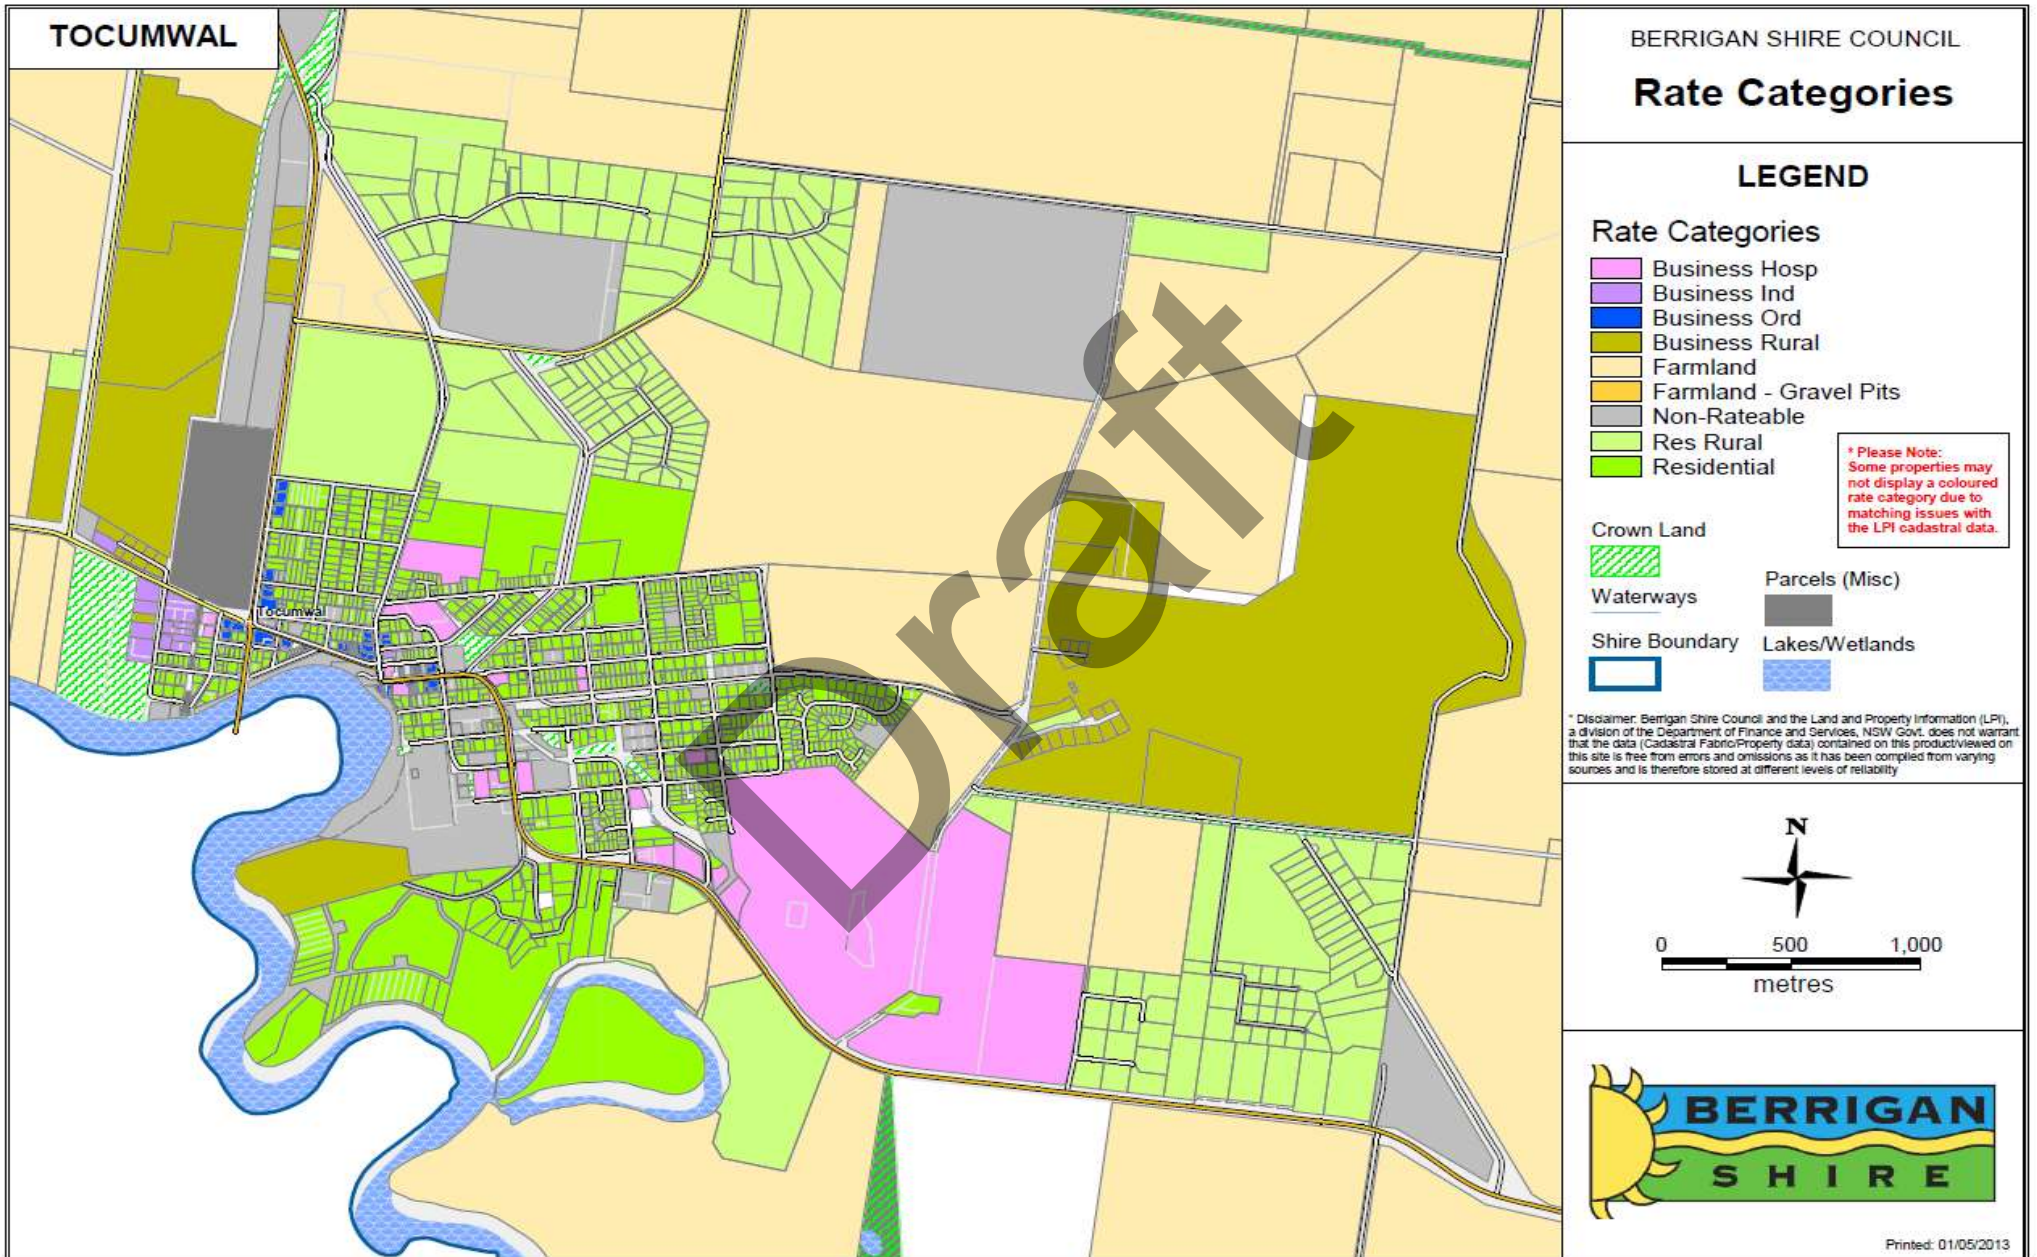 TOCUMWAL
Tocumwal
Draft
BERRIGAN SHIRE COUNCIL
Rate Categories
LEGEND
Rate Categories
Business Hosp
Business Ind
Business Ord
Business Rural
Farmland
Farmland - Gravel Pits
Non-Rateable
Res Rural
Residential
* Please Note:
Some properties may
not display a coloured
rate category due to
matching issues with
the LPI cadastral data.
Crown Land
Waterways
Shire Boundary
Parcels (Misc)
Lakes/Wetlands
* Disclaimer: Berrigan Shire Council and the Land and Property Information (LPI),
a division of the Department of Finance and Services, NSW Govt. does not warrant
that the data (Cadastral Fabric/Property data) contained on this product/viewed on
this site is free from errors and omissions as it has been compiled from varying
sources and is therefore stored at different levels of reliability
N
0 500 1,000
metres
BERRIGAN
SHIRE
Printed: 01/05/2013